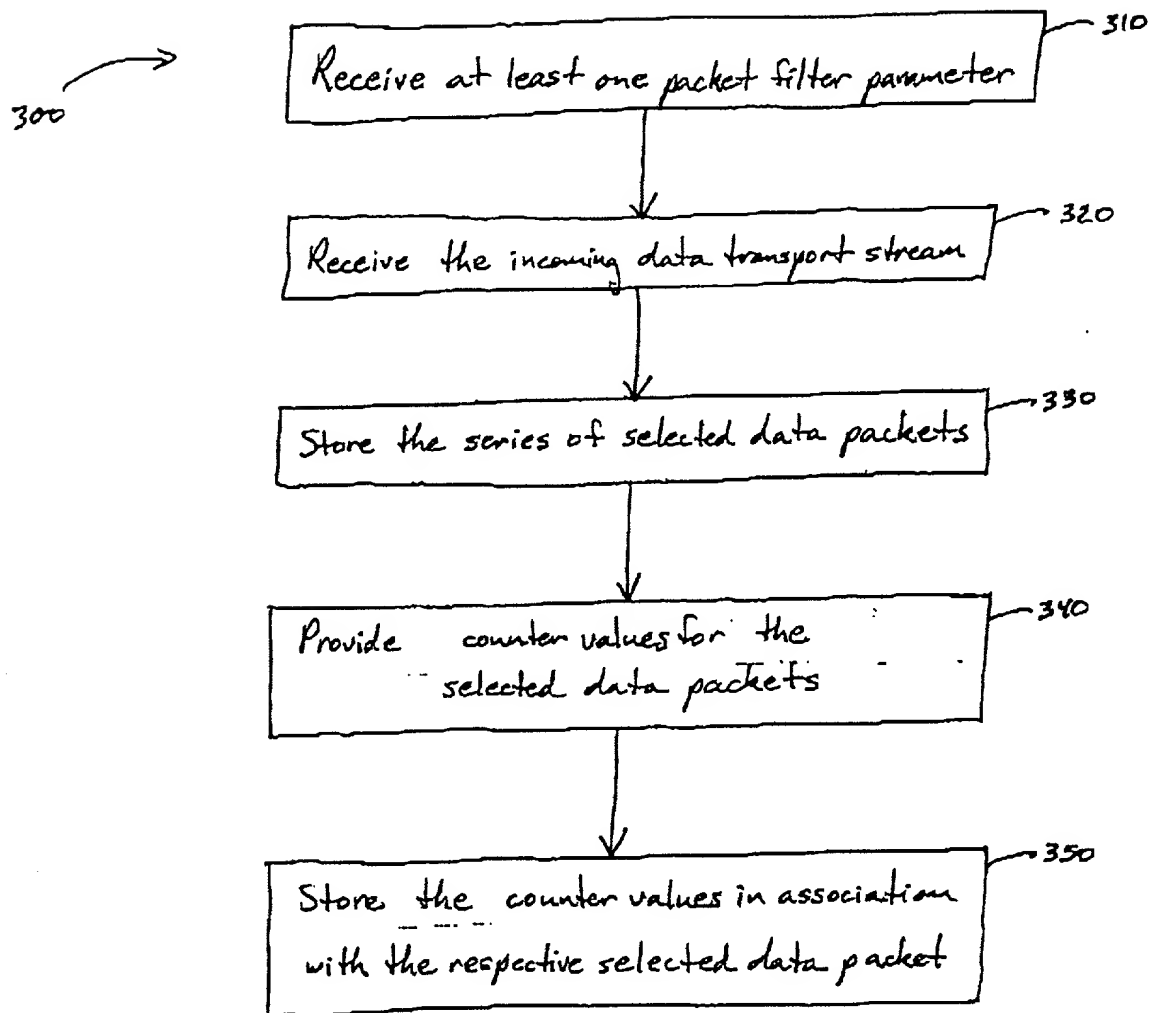 310
Receive at least one packet filter parameter
300
320
Receive the incoming data transport stream
330
Store the series of selected data packets
340
Provide counter values for the
selected data packets
350
Store the counter values in association
with the respective selected data packet